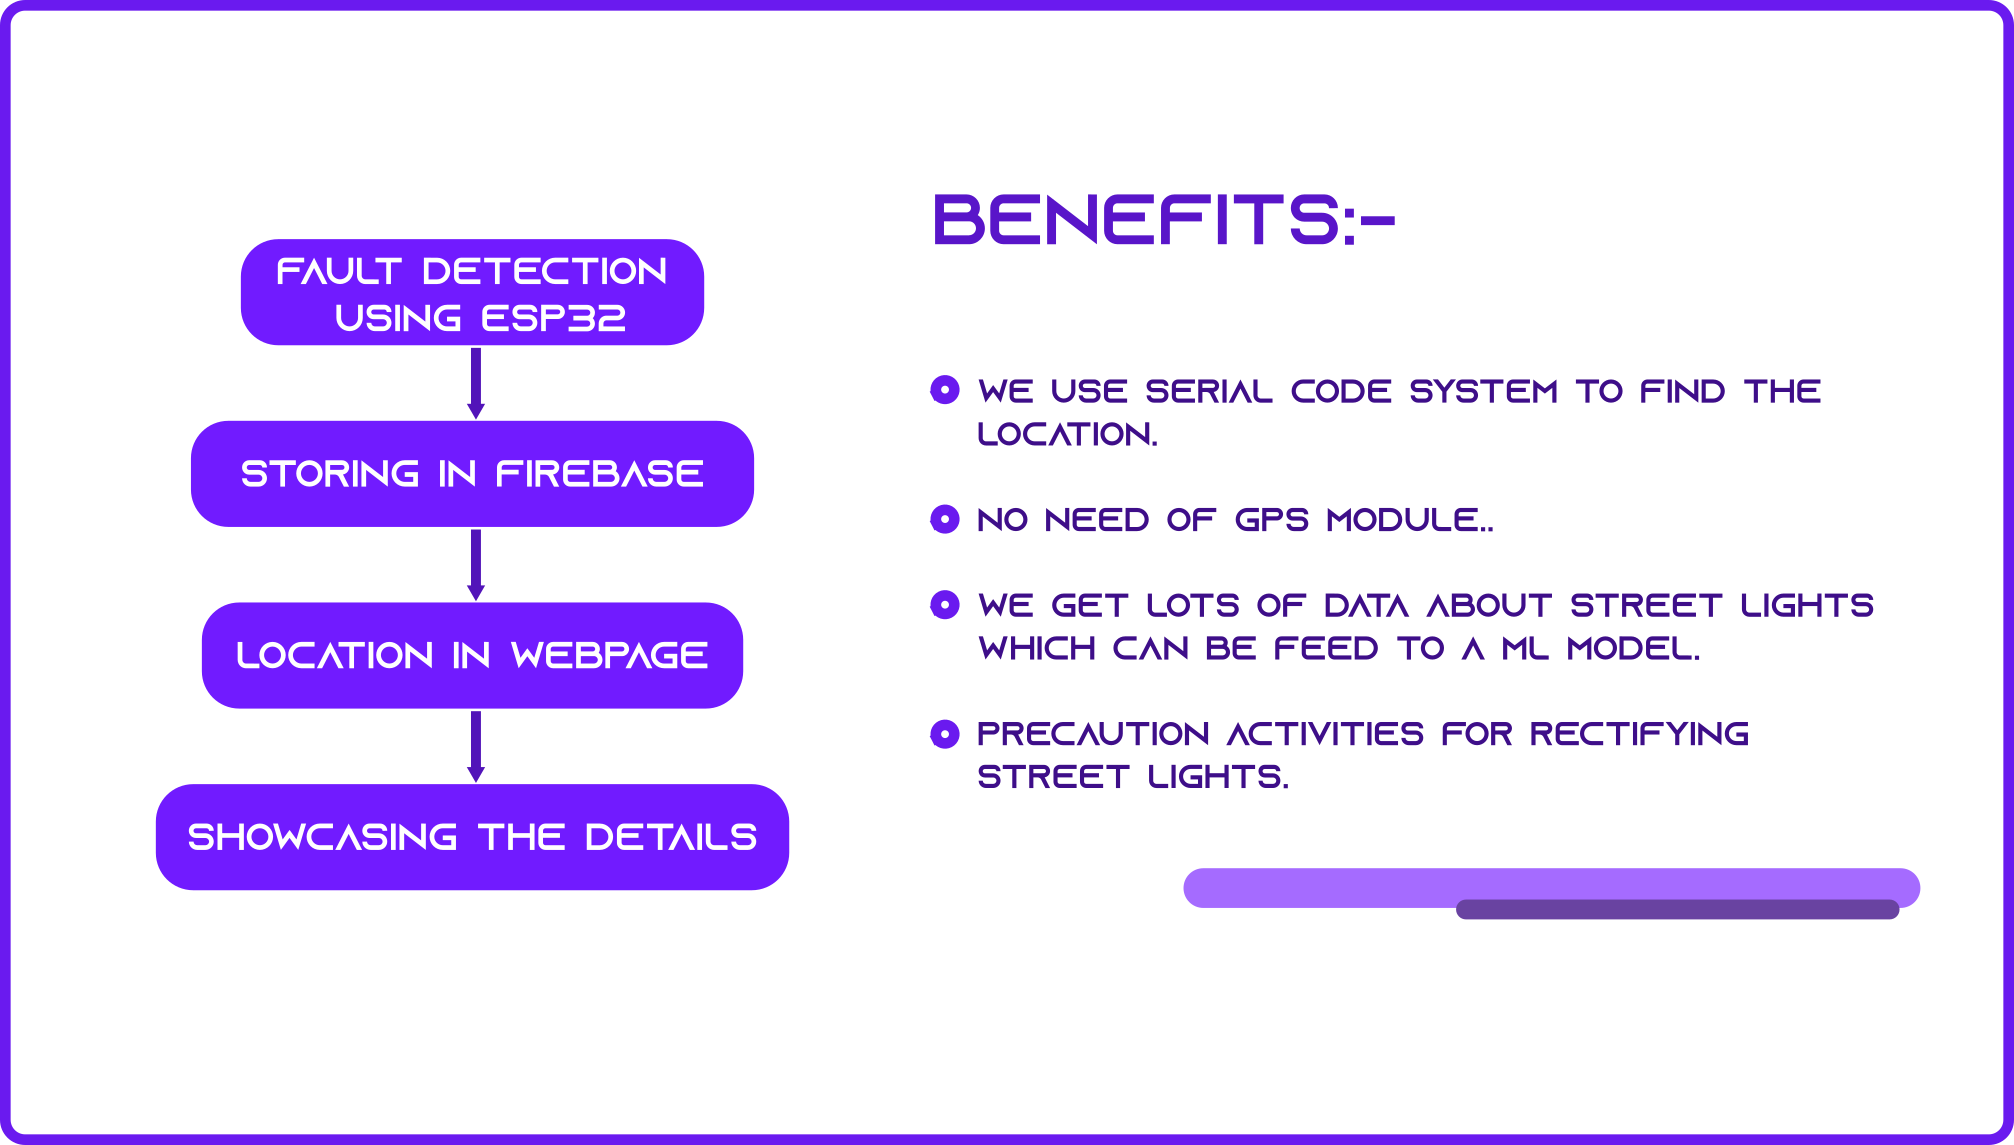 FAULT DETECTION
USING ESP32
STORING IN FIREBASE
LOCATION IN WEBPAGE
SHOWCASING THE DETAILS
BENEFITS:-
WE USE SERIAL CODE SYSTEM TO FIND THE
LOCATION.
NO NEED OF GPS MODULE..
WE GET LOTS OF DATA ABOUT STREET LIGHTS
WHICH CAN BE FEED TO A ML MODEL.
PRECAUTION ACTIVITIES FOR RECTIFYING
STREET LIGHTS.